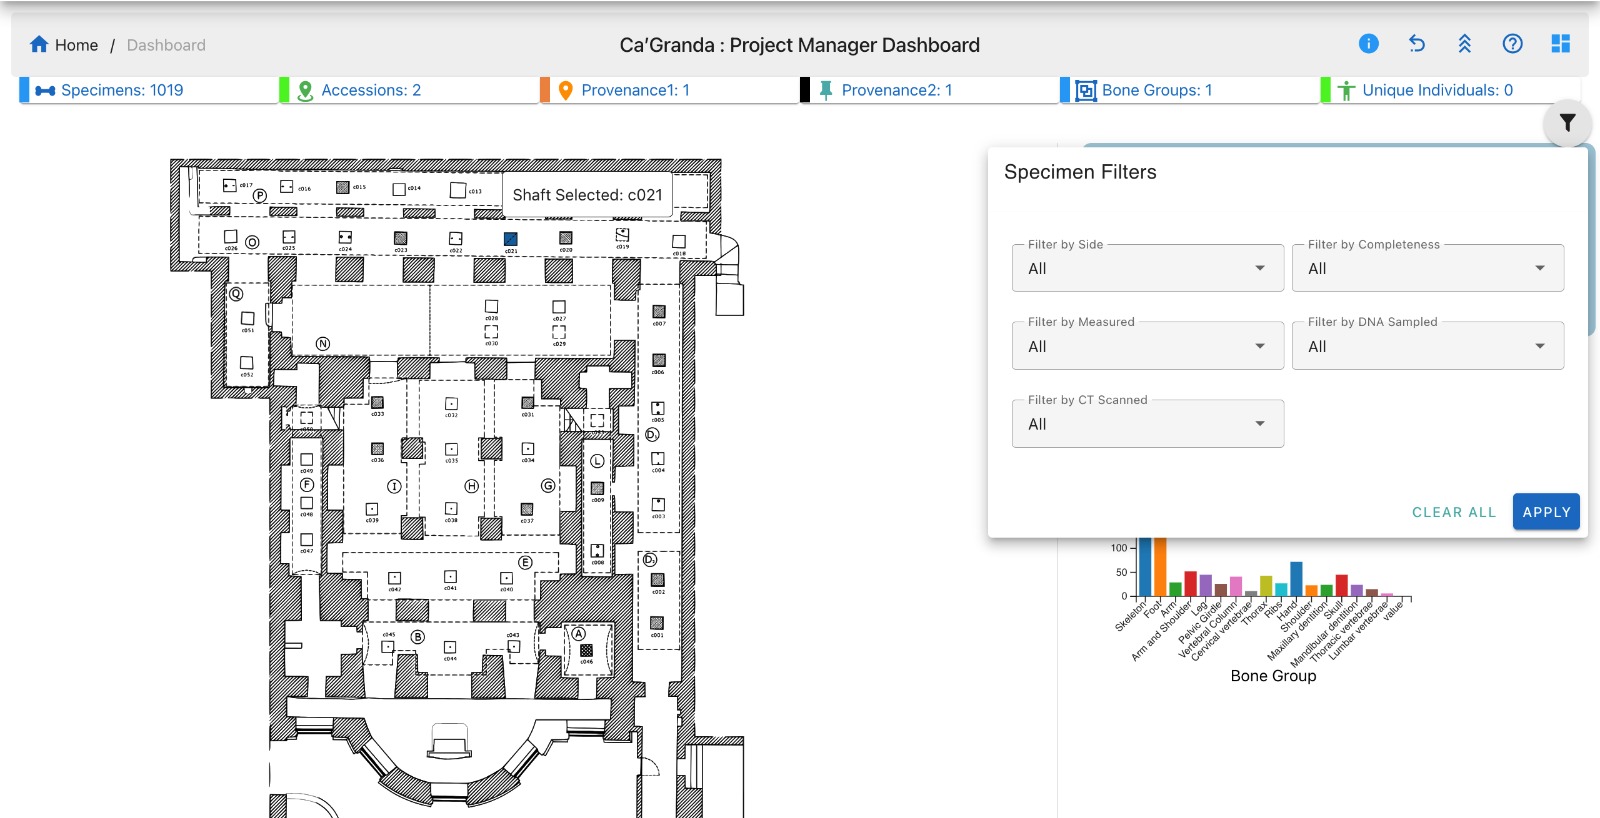 Home / Dashboard
Ca'Granda : Project Manager Dashboard
Specimens: 1019
Accessions: 2
Provenance1: 1
Provenance2: 1
Bone Groups: 1
Unique Individuals: 0
Specimen Filters
Filter by Side
All
Filter by Completeness
All
Filter by Measured
All
Filter by DNA Sampled
All
Filter by CT Scanned
All
CLEAR ALL
APPLY
Shaft Selected: c021
c017 c016 c015 c014 c013
P
c026 O c025 c024 c023 c022 c021 c020 c019 c018
Q
c051
c052
N
c028 c027
c030 c029
c007
c006
c005
D₁
c004
c003
c033 c032 c031
c036 c035 c034
I H G
c039 c038 c037
c049
F
c048
c047
L
c009
c008
E
c042 c041 c040
D₂
c002
c001
c045 B c043
c044
A
c046
100
50
0
Skeleton
Foot
Arm
Arm and Shoulder
Leg
Pelvic Girdle
Vertebral Column
Cervical vertebrae
Thorax
Ribs
Hand
Shoulder
Maxillary dentition
Skull
Mandibular dentition
Thoracic vertebrae
Lumbar vertebrae
value
Bone Group